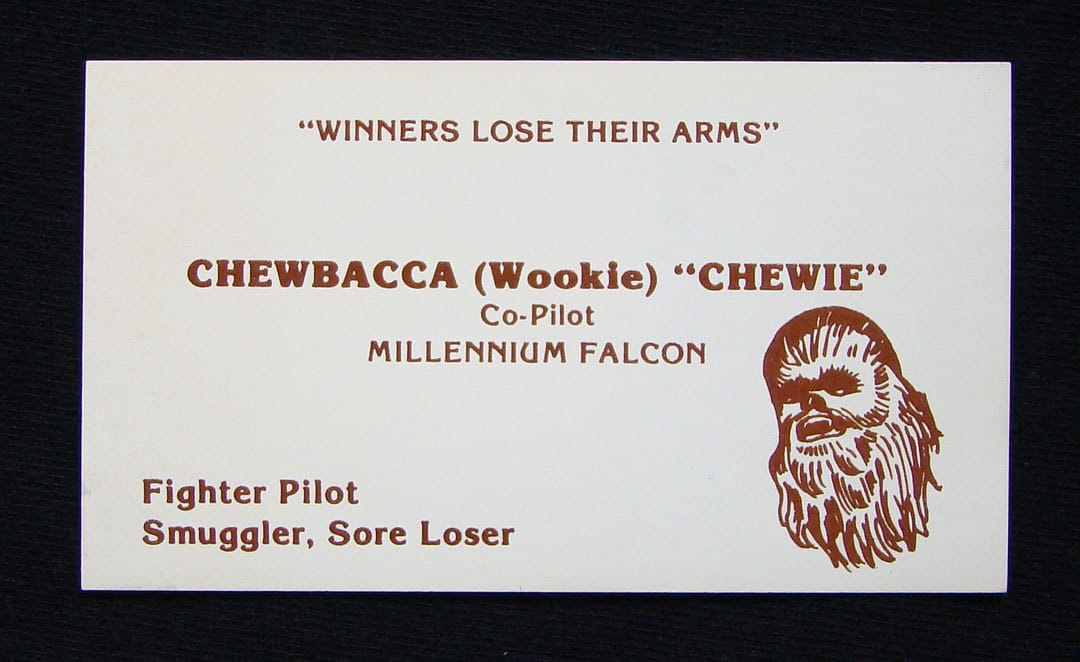 “WINNERS LOSE THEIR ARMS”
CHEWBACCA (Wookie) “CHEWIE”
Co-Pilot
MILLENNIUM FALCON
Fighter Pilot
Smuggler, Sore Loser